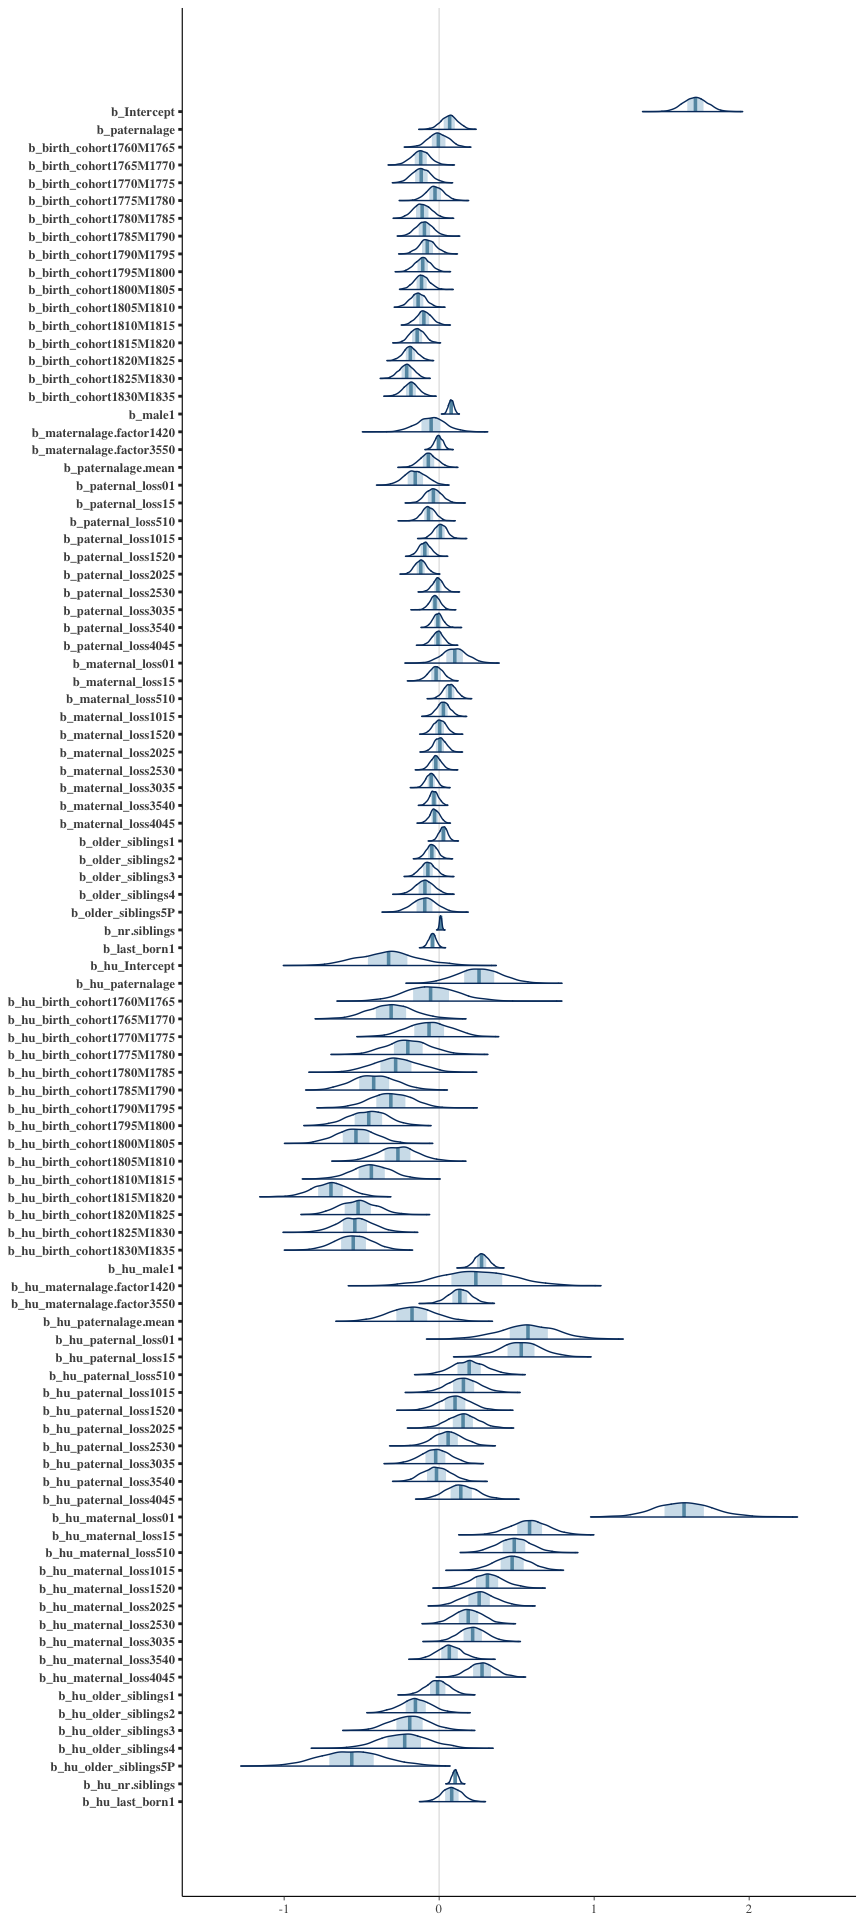 b_Intercept
b_paternalage
b_birth_cohort1760M1765
b_birth_cohort1765M1770
b_birth_cohort1770M1775
b_birth_cohort1775M1780
b_birth_cohort1780M1785
b_birth_cohort1785M1790
b_birth_cohort1790M1795
b_birth_cohort1795M1800
b_birth_cohort1800M1805
b_birth_cohort1805M1810
b_birth_cohort1810M1815
b_birth_cohort1815M1820
b_birth_cohort1820M1825
b_birth_cohort1825M1830
b_birth_cohort1830M1835
b_male1
b_maternalage.factor1420
b_maternalage.factor3550
b_paternalage.mean
b_paternal_loss01
b_paternal_loss15
b_paternal_loss510
b_paternal_loss1015
b_paternal_loss1520
b_paternal_loss2025
b_paternal_loss2530
b_paternal_loss3035
b_paternal_loss3540
b_paternal_loss4045
b_maternal_loss01
b_maternal_loss15
b_maternal_loss510
b_maternal_loss1015
b_maternal_loss1520
b_maternal_loss2025
b_maternal_loss2530
b_maternal_loss3035
b_maternal_loss3540
b_maternal_loss4045
b_older_siblings1
b_older_siblings2
b_older_siblings3
b_older_siblings4
b_older_siblings5P
b_nr.siblings
b_last_born1
b_hu_Intercept
b_hu_paternalage
b_hu_birth_cohort1760M1765
b_hu_birth_cohort1765M1770
b_hu_birth_cohort1770M1775
b_hu_birth_cohort1775M1780
b_hu_birth_cohort1780M1785
b_hu_birth_cohort1785M1790
b_hu_birth_cohort1790M1795
b_hu_birth_cohort1795M1800
b_hu_birth_cohort1800M1805
b_hu_birth_cohort1805M1810
b_hu_birth_cohort1810M1815
b_hu_birth_cohort1815M1820
b_hu_birth_cohort1820M1825
b_hu_birth_cohort1825M1830
b_hu_birth_cohort1830M1835
b_hu_male1
b_hu_maternalage.factor1420
b_hu_maternalage.factor3550
b_hu_paternalage.mean
b_hu_paternal_loss01
b_hu_paternal_loss15
b_hu_paternal_loss510
b_hu_paternal_loss1015
b_hu_paternal_loss1520
b_hu_paternal_loss2025
b_hu_paternal_loss2530
b_hu_paternal_loss3035
b_hu_paternal_loss3540
b_hu_paternal_loss4045
b_hu_maternal_loss01
b_hu_maternal_loss15
b_hu_maternal_loss510
b_hu_maternal_loss1015
b_hu_maternal_loss1520
b_hu_maternal_loss2025
b_hu_maternal_loss2530
b_hu_maternal_loss3035
b_hu_maternal_loss3540
b_hu_maternal_loss4045
b_hu_older_siblings1
b_hu_older_siblings2
b_hu_older_siblings3
b_hu_older_siblings4
b_hu_older_siblings5P
b_hu_nr.siblings
b_hu_last_born1
-1 0 1 2